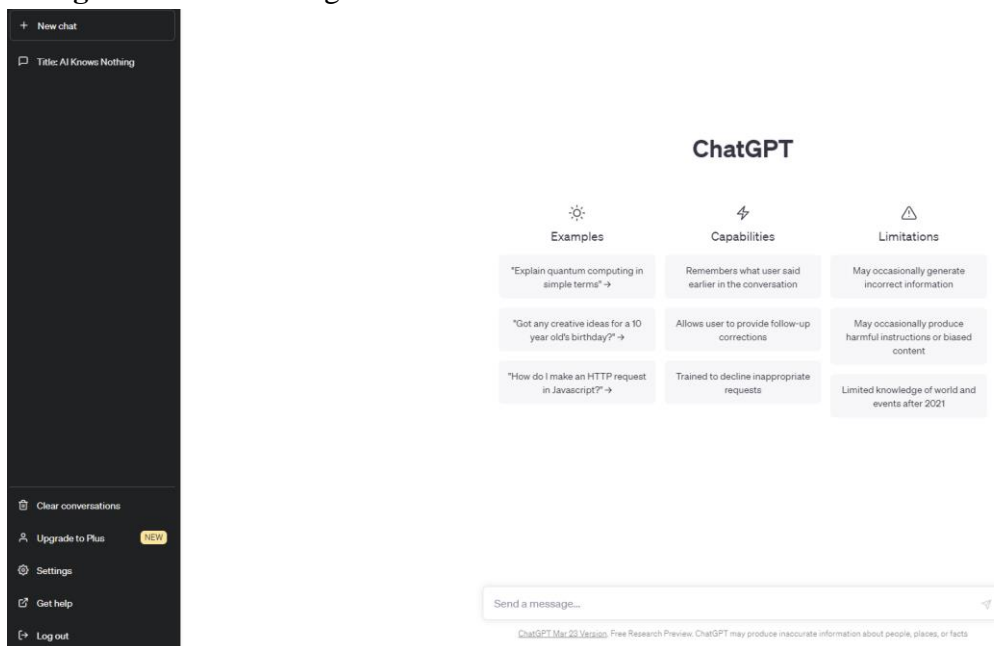 + New chat
Title: AI Knows Nothing
Clear conversations
Upgrade to Plus NEW
Settings
Get help
Log out
ChatGPT
Examples
"Explain quantum computing in
simple terms" →
"Got any creative ideas for a 10
year old's birthday?" →
"How do I make an HTTP request
in Javascript?" →
Capabilities
Remembers what user said
earlier in the conversation
Allows user to provide follow-up
corrections
Trained to decline inappropriate
requests
Limitations
May occasionally generate
incorrect information
May occasionally produce
harmful instructions or biased
content
Limited knowledge of world and
events after 2021
Send a message...
ChatGPT Mar 23 Version. Free Research Preview. ChatGPT may produce inaccurate information about people, places, or facts